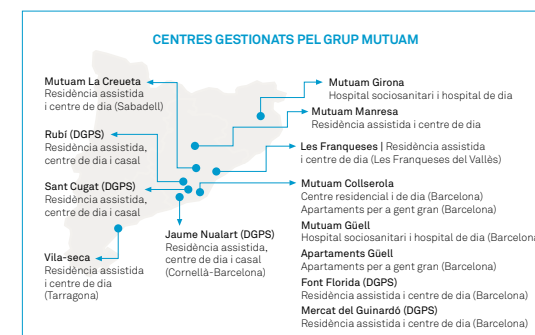 CENTRES GESTIONATS PEL GRUP MUTUAM
Mutuam La Creueta
Residència assistida
i centre de dia (Sabadell)
Rubí (DGPS)
Residència assistida,
centre de dia i casal
Sant Cugat (DGPS)
Residència assistida,
centre de dia i casal
Vila-seca
Residència assistida
i centre de dia
(Tarragona)
Jaume Nualart (DGPS)
Residència assistida,
centre de dia i casal
(Cornellà-Barcelona)
Mutuam Girona
Hospital sociosanitari i hospital de dia
Mutuam Manresa
Residència assistida i centre de dia
Les Franqueses | Residència assistida
i centre de dia (Les Franqueses del Vallès)
Mutuam Collserola
Centre residencial i de dia (Barcelona)
Apartaments per a gent gran (Barcelona)
Mutuam Güell
Hospital sociosanitari i hospital de dia (Barcelona
Apartaments Güell
Apartaments per a gent gran (Barcelona)
Font Florida (DGPS)
Residència assistida i centre de dia (Barcelona)
Mercat del Guinardó (DGPS)
Residència assistida i centre de dia (Barcelona)